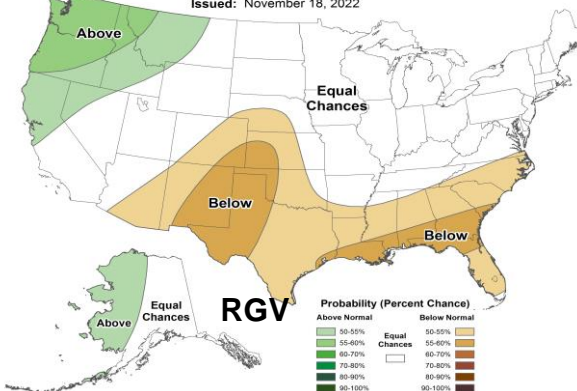 Issued: November 18, 2022
Above
Equal
Chances
Below
Below
Above
Equal
Chances
RGV
Probability (Percent Chance)
Above Normal
Equal
Chances
Below Normal
50-55%
55-60%
60-70%
70-80%
80-90%
90-100%
50-55%
55-60%
60-70%
70-80%
80-90%
90-100%